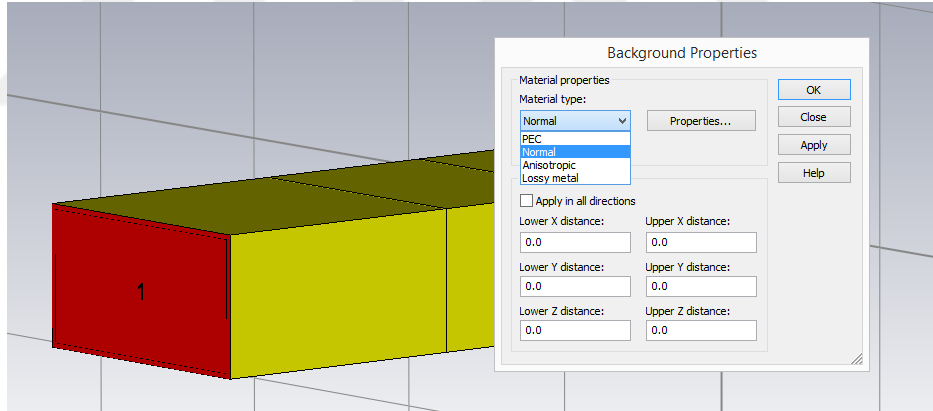 Background Properties
Material properties
Material type:
Normal
Properties...
PEC
Normal
Anisotropic
Lossy metal
Apply in all directions
Lower X distance:
Upper X distance:
0.0
0.0
Lower Y distance:
Upper Y distance:
0.0
0.0
Lower Z distance:
Upper Z distance:
0.0
0.0
OK
Close
Apply
Help
1